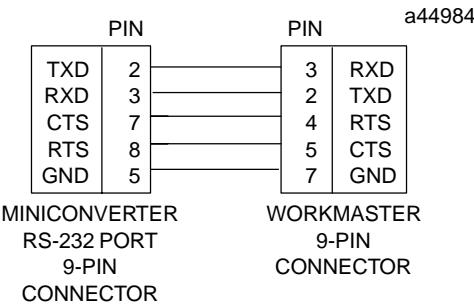 a44984
PIN PIN
TXD 2 3 RXD
RXD 3 2 TXD
CTS 7 4 RTS
RTS 8 5 CTS
GND 5 7 GND
MINICONVERTER WORKMASTER
RS-232 PORT 9-PIN
9-PIN CONNECTOR
CONNECTOR